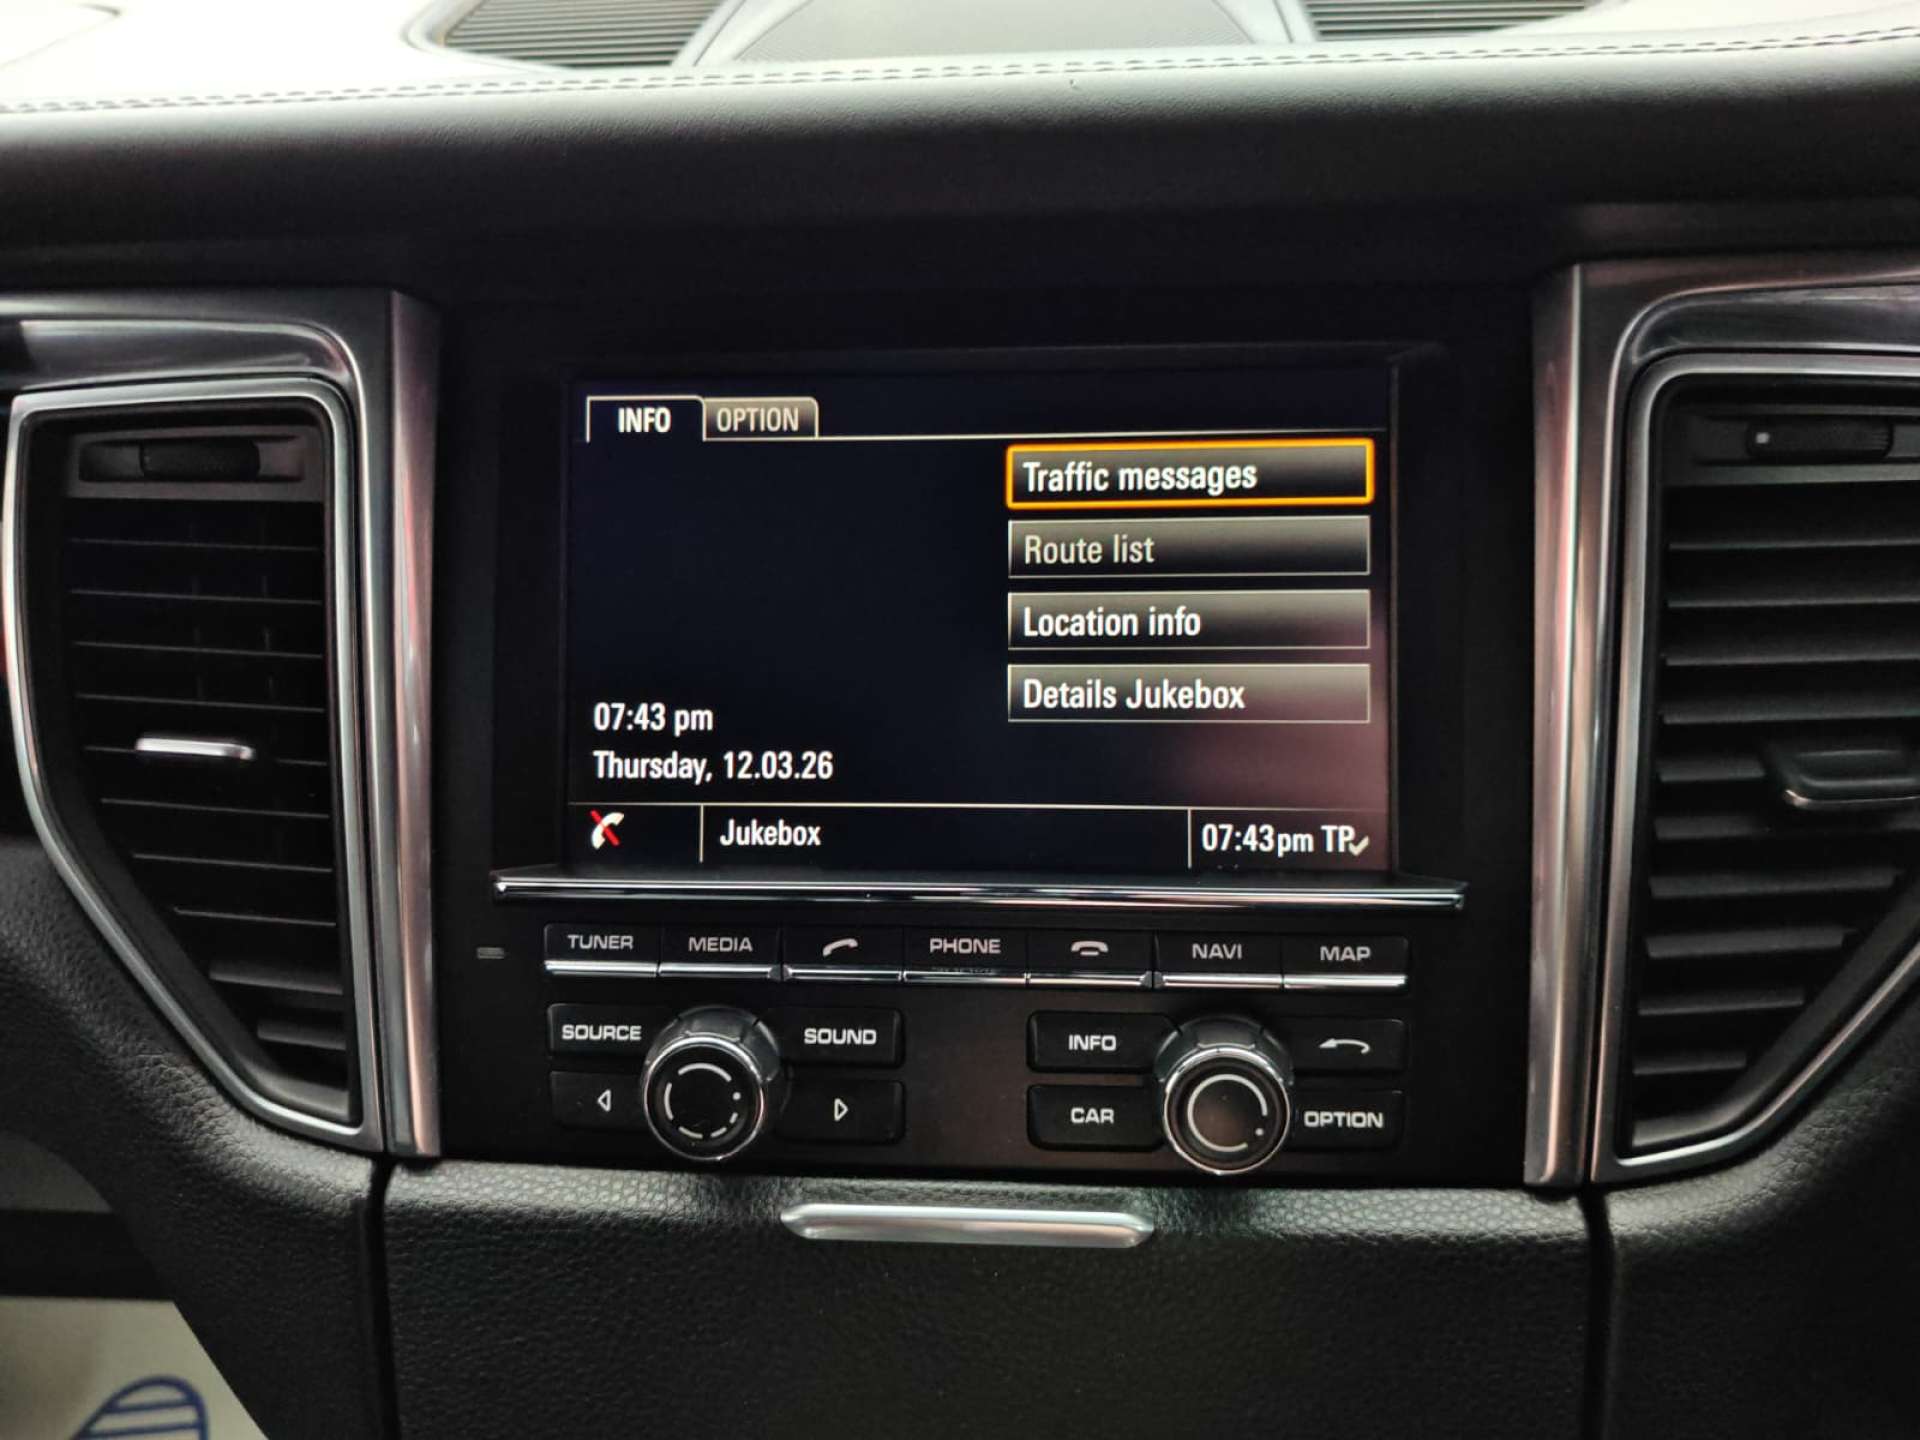 INFO OPTION
Traffic messages
Route list
Location info
Details Jukebox
07:43 pm
Thursday, 12.03.26
Jukebox 07:43pm TP
TUNER MEDIA PHONE NAVI MAP
SOURCE SOUND INFO
CAR OPTION